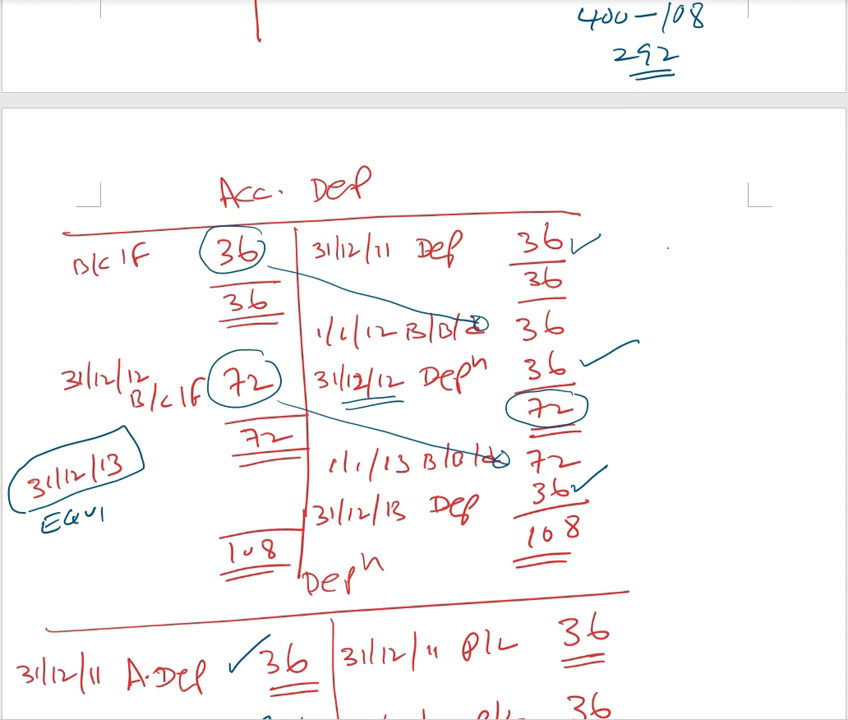 400-108
292
Acc. Dep
B/C IF 36 31/12/11 Dep 36
36 36
1/1/12 B/B/d 36
31/12/12 B/C IF 72 31/12/12 Depn 36
72
72
1/1/13 B/B/d 72
31/12/13 36
EQUI 31/12/13 Dep
108 108
Depn
31/12/11 A.Dep 36 31/12/11 P/L 36
P/L 36